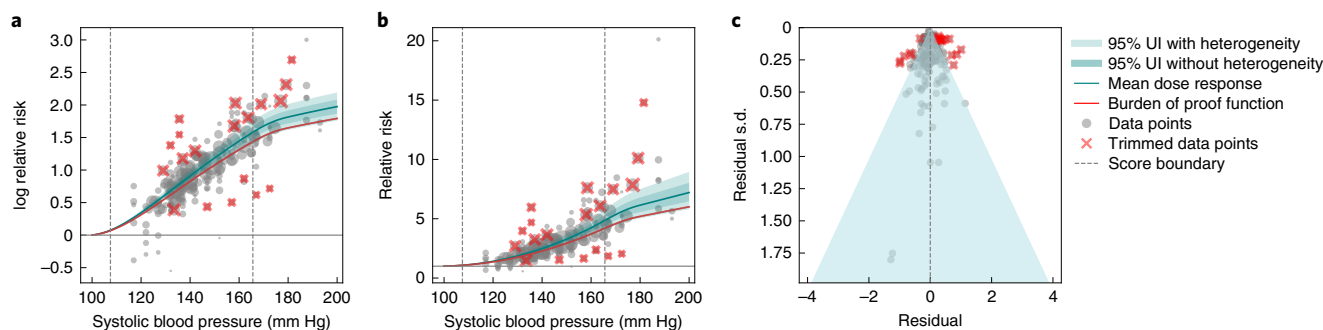 a
3.0
2.5
2.0
1.5
1.0
0.5
0
−0.5
log relative risk
100
120
140
160
180
200
Systolic blood pressure (mm Hg)
b
20
15
10
5
0
Relative risk
100
120
140
160
180
200
Systolic blood pressure (mm Hg)
c
0
0.25
0.50
0.75
1.00
1.25
1.50
1.75
Residual s.d.
−4
−2
0
2
4
Residual
95% UI with heterogeneity
95% UI without heterogeneity
Mean dose response
Burden of proof function
Data points
Trimmed data points
Score boundary